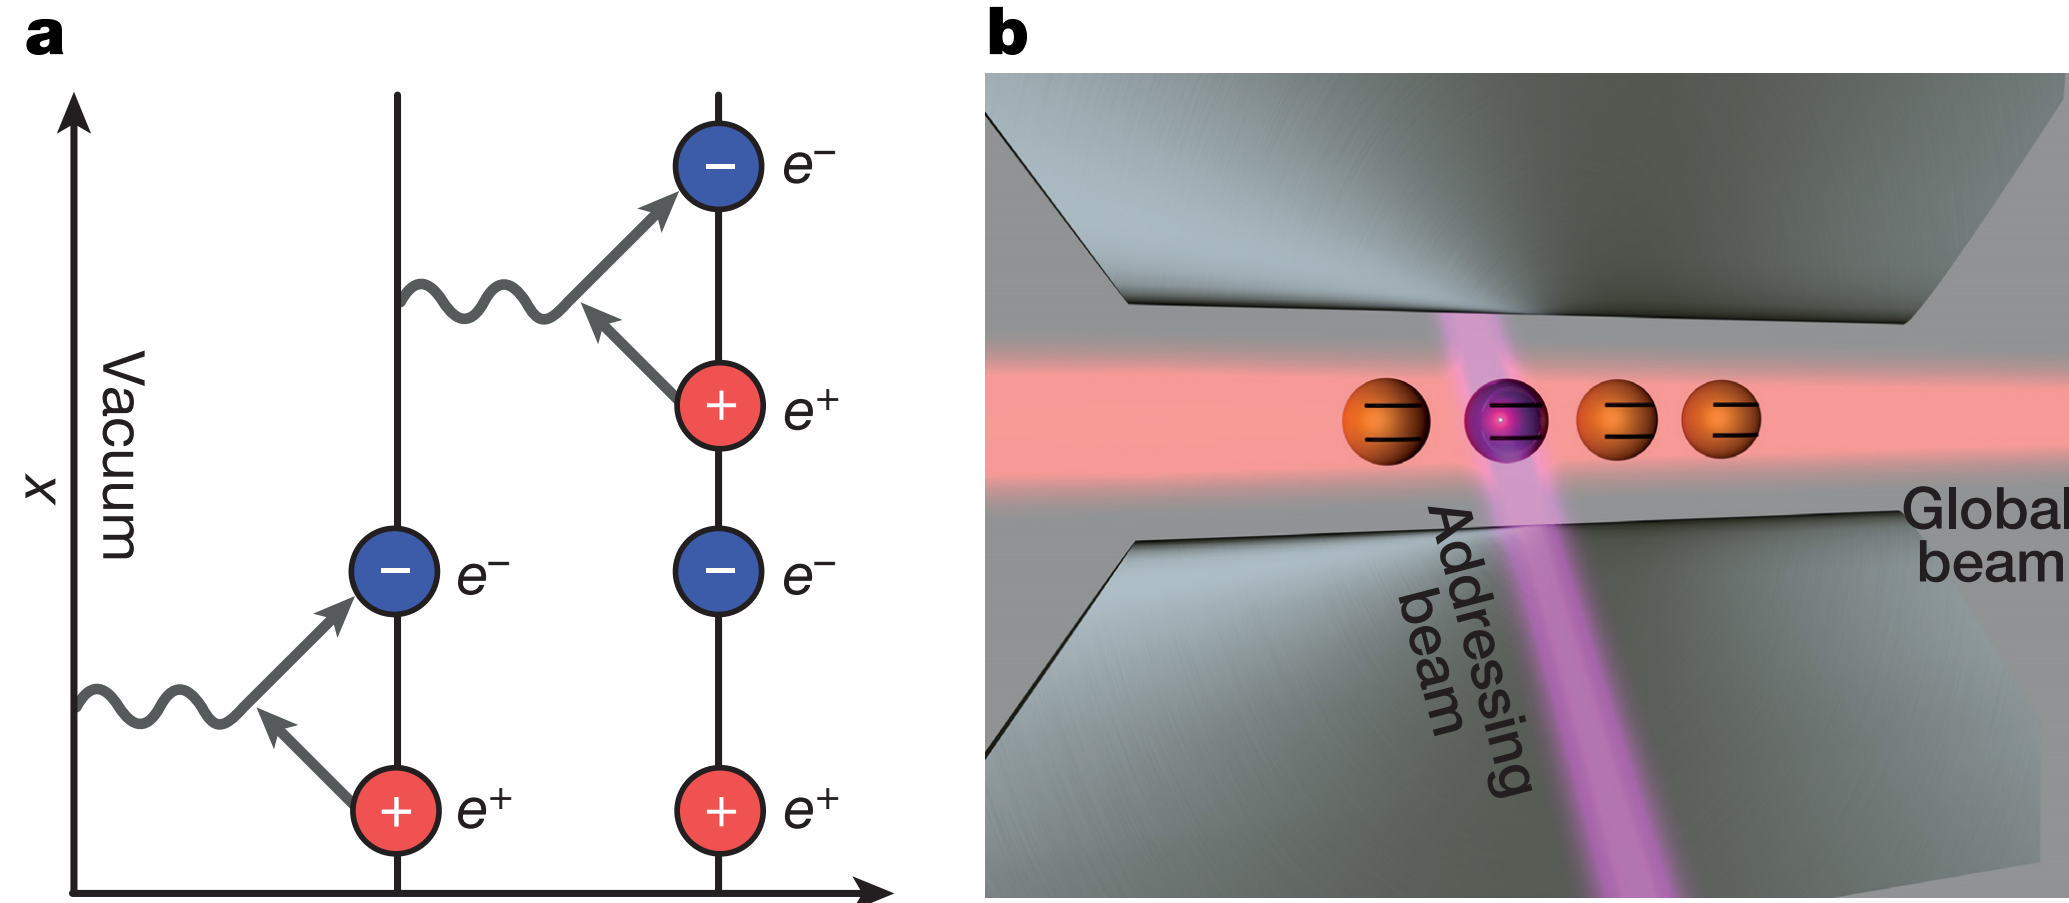 a
x
Vacuum
− e⁻
+ e⁺
− e⁻
− e⁻
+ e⁺
+ e⁺
b
Global
beam
Addressing
beam